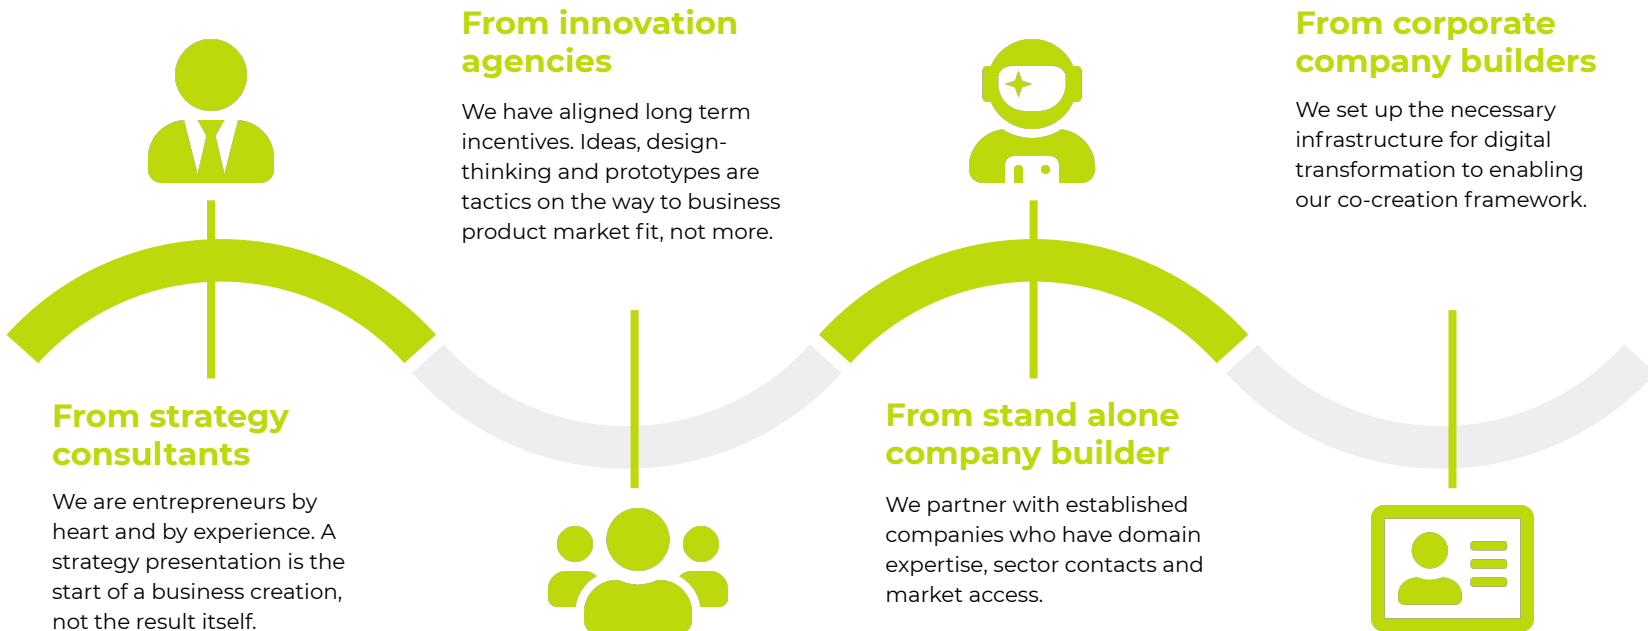 From strategy
consultants
We are entrepreneurs by
heart and by experience. A
strategy presentation is the
start of a business creation,
not the result itself.
From innovation
agencies
We have aligned long term
incentives. Ideas, design-
thinking and prototypes are
tactics on the way to business
product market fit, not more.
From stand alone
company builder
We partner with established
companies who have domain
expertise, sector contacts and
market access.
From corporate
company builders
We set up the necessary
infrastructure for digital
transformation to enabling
our co-creation framework.